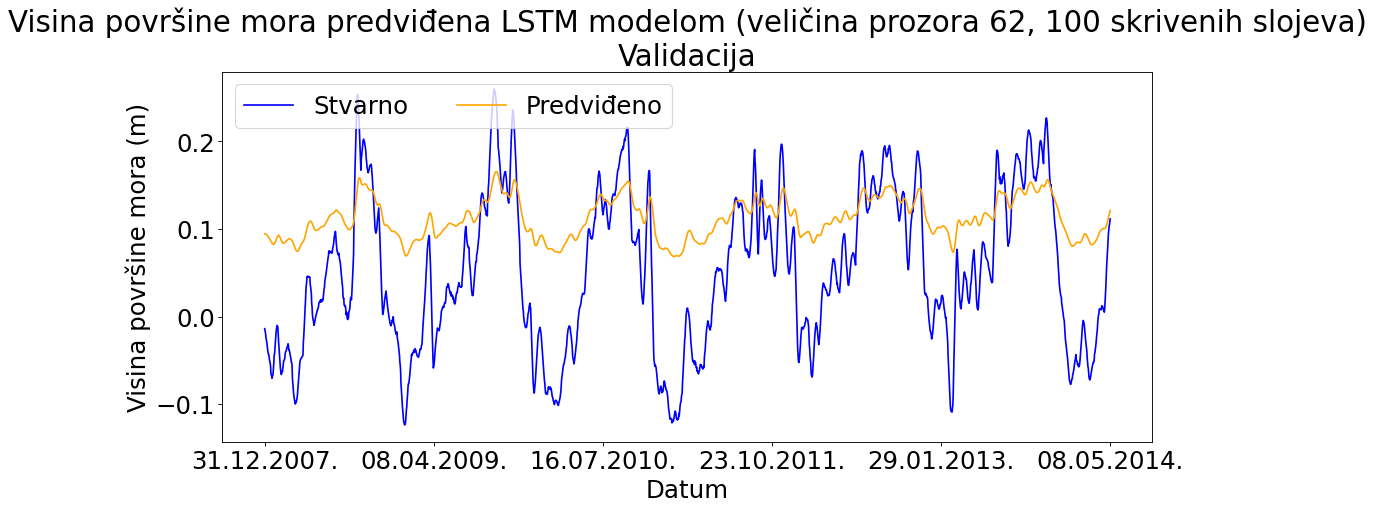 Visina površine mora predviđena LSTM modelom (veličina prozora 62, 100 skrivenih slojeva)
Validacija
Stvarno Predviđeno
Visina površine mora (m)
0.2
0.1
0.0
−0.1
31.12.2007. 08.04.2009. 16.07.2010. 23.10.2011. 29.01.2013. 08.05.2014.
Datum